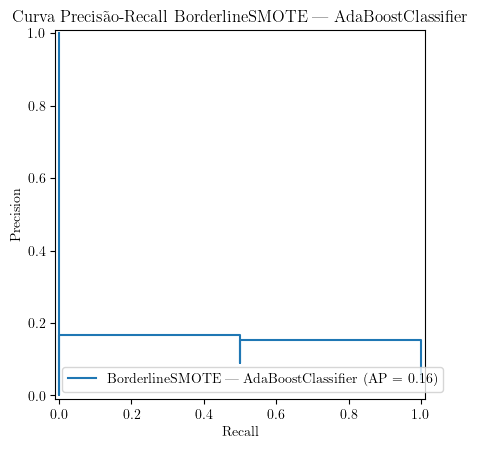 Curva Precisão-Recall BorderlineSMOTE — AdaBoostClassifier
1.0
0.8
0.6
0.4
0.2
0.0
Precision
BorderlineSMOTE — AdaBoostClassifier (AP = 0.16)
0.0 0.2 0.4 0.6 0.8 1.0
Recall